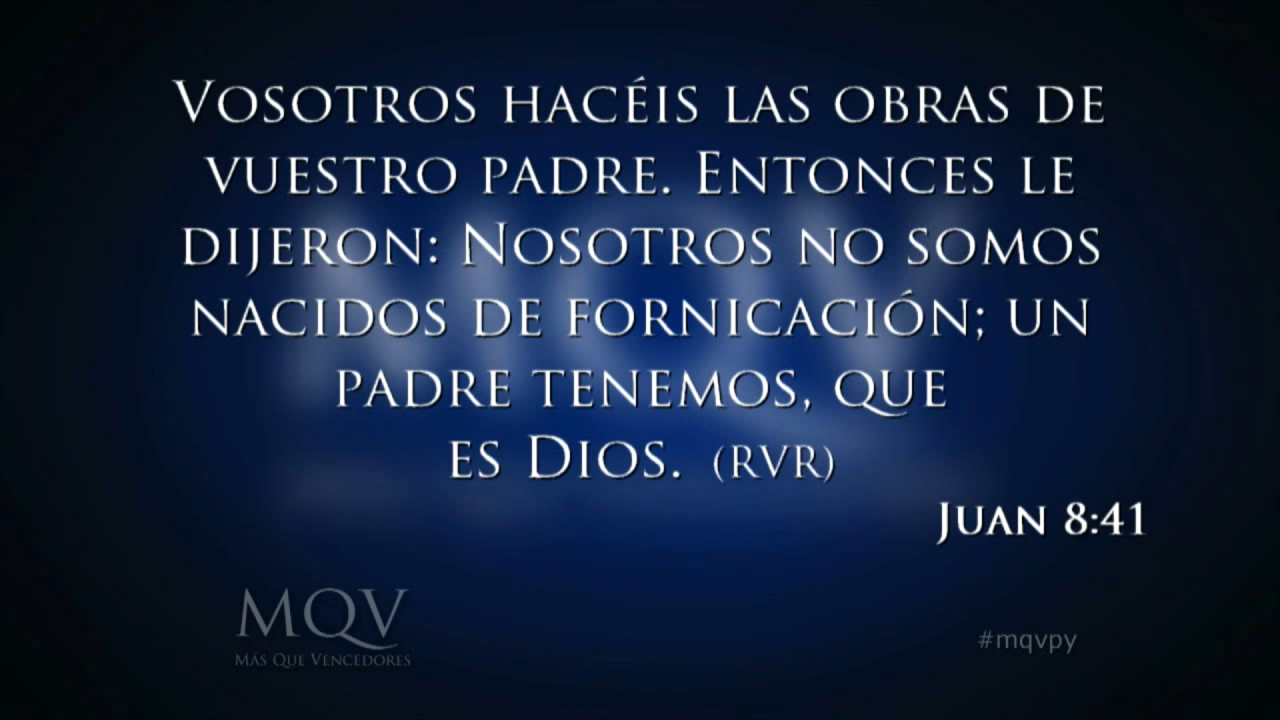 Vosotros hacéis las obras de
vuestro padre. Entonces le
dijeron: Nosotros no somos
nacidos de fornicación; un
padre tenemos, que
es Dios. (RVR)
Juan 8:41
MQV
Más Que Vencedores
#mqvpy